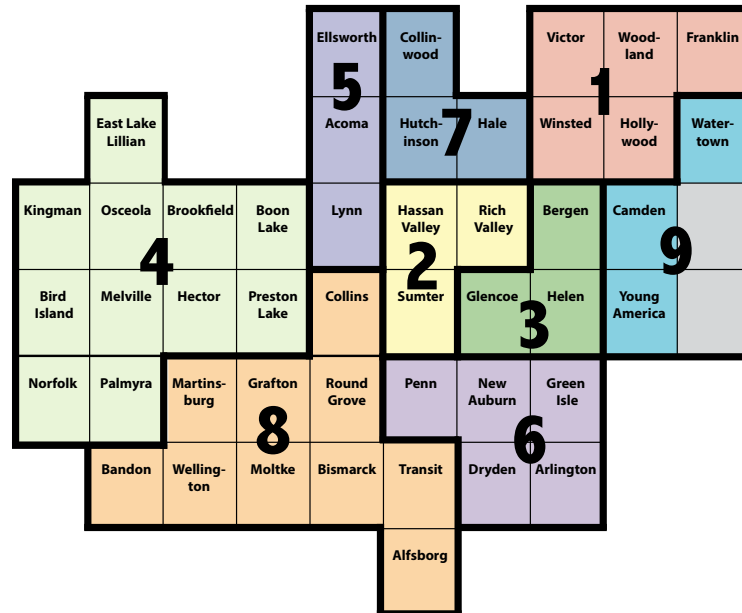 Ellsworth
Collin-
wood
Victor
Wood-
land
Franklin
5
1
East Lake
Lillian
Acoma
Hutch-
inson
7
Hale
Winsted
Holly-
wood
Water-
town
Kingman
Osceola
Brookfield
Boon
Lake
Lynn
Hassan
Valley
Rich
Valley
Bergen
Camden
4
2
9
Bird
Island
Melville
Hector
Preston
Lake
Collins
Sumter
Glencoe
Helen
3
Young
America
Norfolk
Palmyra
Martins-
burg
Grafton
Round
Grove
Penn
New
Auburn
Green
Isle
8
6
Bandon
Welling-
ton
Moltke
Bismarck
Transit
Dryden
Arlington
Alfsborg